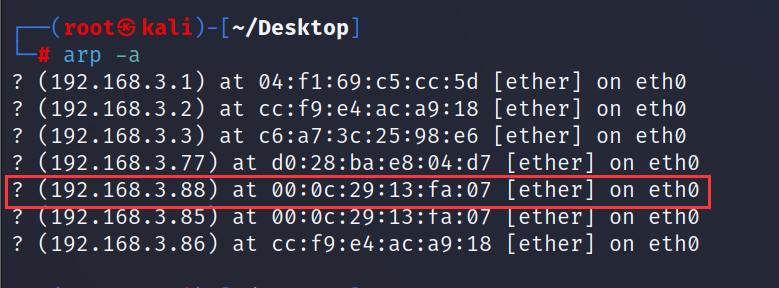 ┌──(root㉿kali)-[~/Desktop]
└─# arp -a
? (192.168.3.1) at 04:f1:69:c5:cc:5d [ether] on eth0
? (192.168.3.2) at cc:f9:e4:ac:a9:18 [ether] on eth0
? (192.168.3.3) at c6:a7:3c:25:98:e6 [ether] on eth0
? (192.168.3.77) at d0:28:ba:e8:04:d7 [ether] on eth0
? (192.168.3.88) at 00:0c:29:13:fa:07 [ether] on eth0
? (192.168.3.85) at 00:0c:29:13:fa:07 [ether] on eth0
? (192.168.3.86) at cc:f9:e4:ac:a9:18 [ether] on eth0